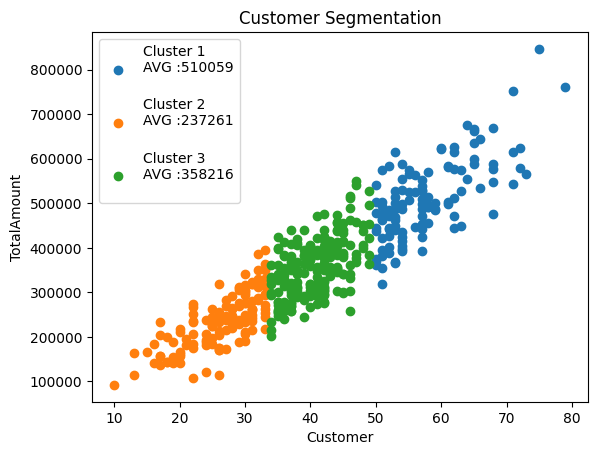 Customer Segmentation
Cluster 1
AVG :510059
Cluster 2
AVG :237261
Cluster 3
AVG :358216
TotalAmount
800000
700000
600000
500000
400000
300000
200000
100000
10 20 30 40 50 60 70 80
Customer